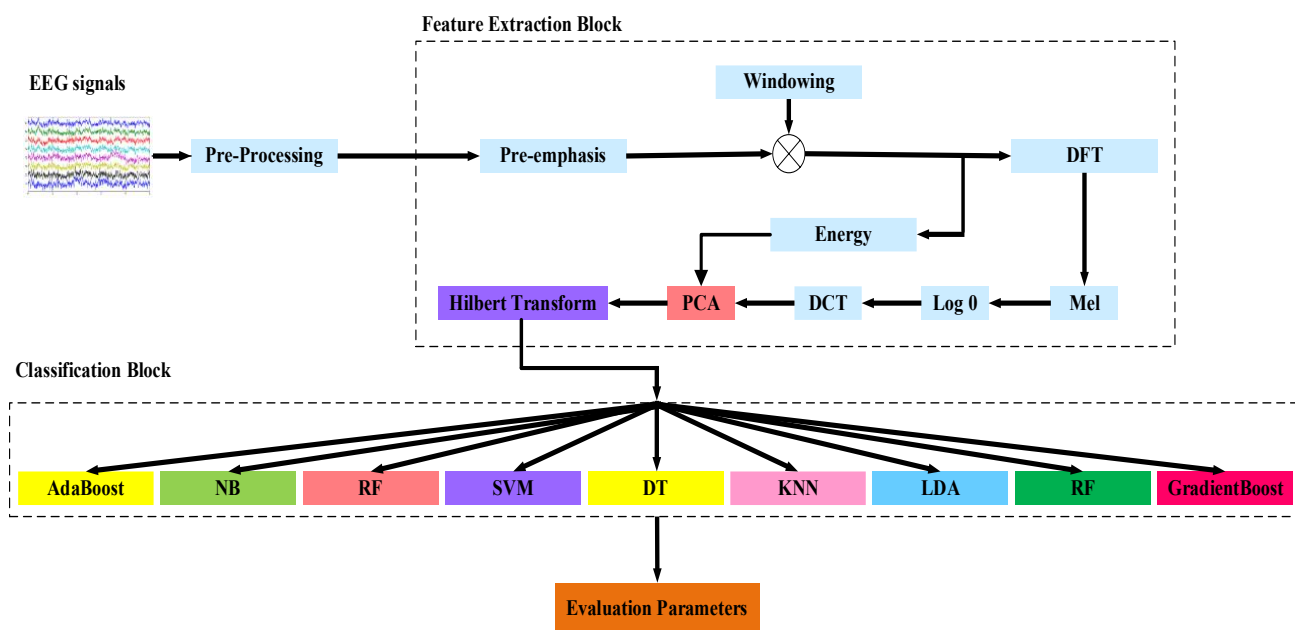 Feature Extraction Block
EEG signals
Windowing
Pre-Processing
Pre-emphasis
DFT
Energy
Hilbert Transform
PCA
DCT
Log 0
Mel
Classification Block
AdaBoost
NB
RF
SVM
DT
KNN
LDA
RF
GradientBoost
Evaluation Parameters